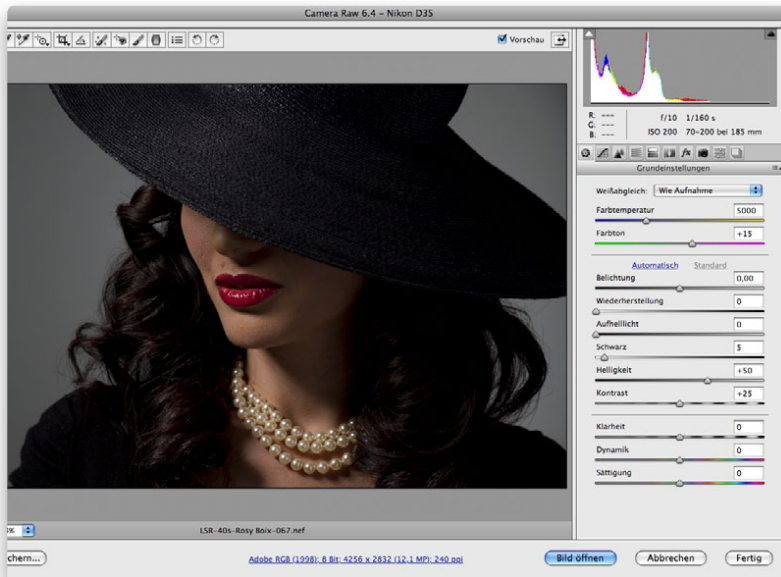 Camera Raw 6.4 – Nikon D3S
Vorschau
R: ---
G: ---
B: ---
f/10 1/160 s
ISO 200 70-200 bei 185 mm
Grundeinstellungen
Weißabgleich: Wie Aufnahme
Farbtemperatur 5000
Farbton +15
Automatisch Standard
Belichtung 0,00
Wiederherstellung 0
Aufhelllicht 0
Schwarz 5
Helligkeit +50
Kontrast +25
Klarheit 0
Dynamik 0
Sättigung 0
LSR-40s-Rosy Boix-067.nef
chern...
Adobe RGB (1998); 8 Bit; 4256 x 2832 (12,1 MP); 240 ppi
Bild öffnen
Abbrechen
Fertig